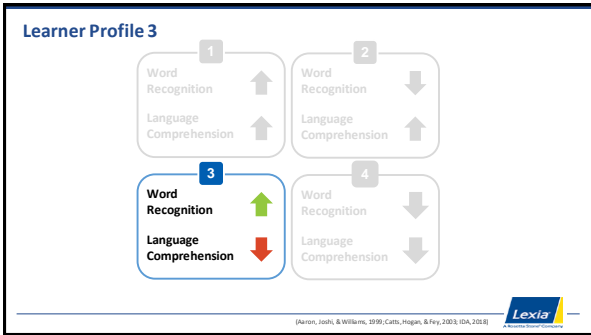 Learner Profile 3
1
Word
Recognition
Language
Comprehension
2
Word
Recognition
Language
Comprehension
3
Word
Recognition
Language
Comprehension
4
Word
Recognition
Language
Comprehension
(Aaron, Joshi, & Williams, 1999; Catts, Hogan, & Fey, 2003; IDA, 2018)
Lexia
A Rosetta Stone Company